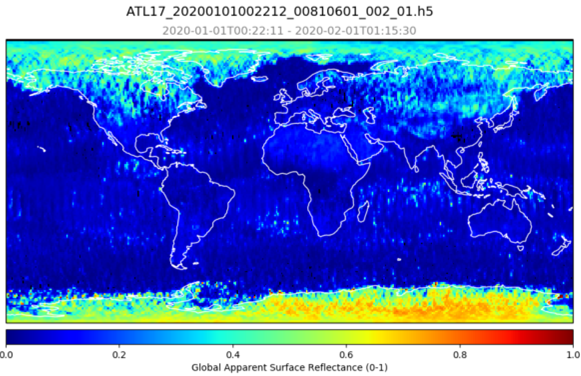 ATL17_20200101002212_00810601_002_01.h5
2020-01-01T00:22:11 - 2020-02-01T01:15:30
0.0 0.2 0.4 0.6 0.8 1.0
Global Apparent Surface Reflectance (0-1)